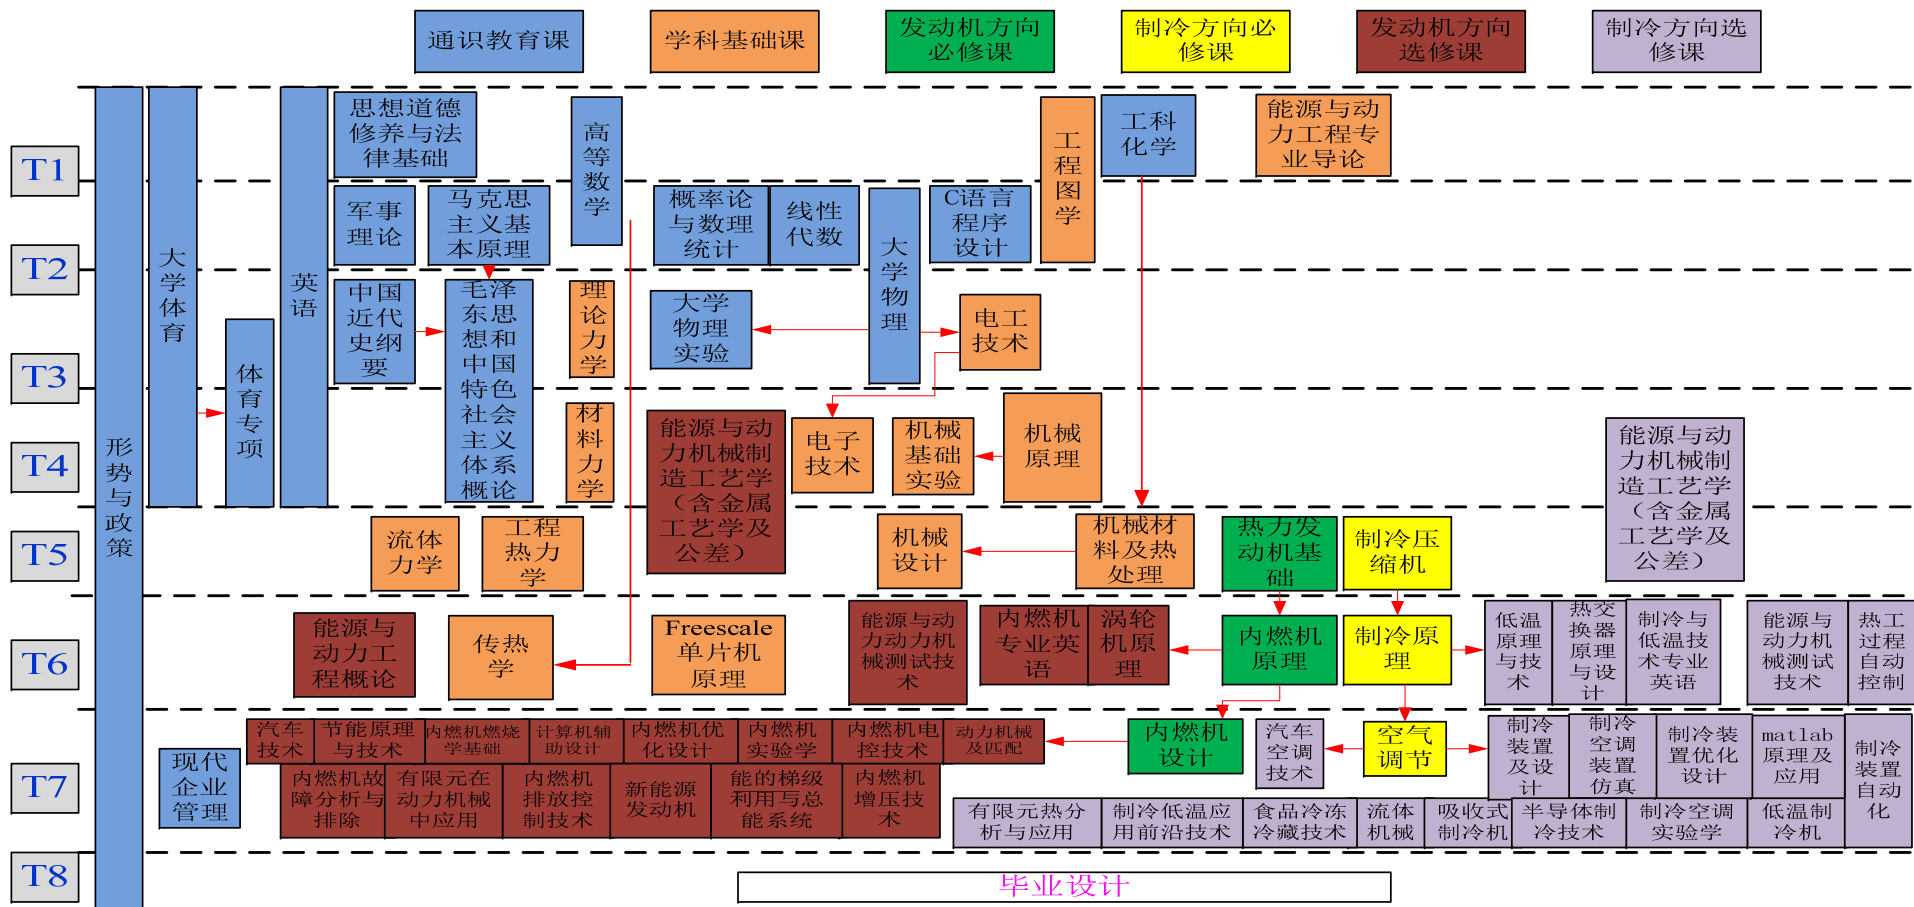 通识教育课
学科基础课
发动机方向
必修课
制冷方向必
修课
发动机方向
选修课
制冷方向选
修课
T1
T2
T3
T4
T5
T6
T7
T8
形势与政策
大学体育
体育专项
英语
思想道德
修养与法
律基础
高等数学
工程图学
工科
化学
能源与动
力工程专
业导论
军事
理论
马克思
主义基
本原理
概率论
与数理
统计
线性
代数
大学物理
C语言
程序
设计
中国
近代
史纲
要
毛泽
东思
想和
中国
特色
社会
主义
体系
概论
理论力学
大学
物理
实验
电工
技术
材料力学
能源与动
力机械制
造工艺学
（含金属
工艺学及
公差）
电子
技术
机械
基础
实验
机械
原理
能源与动
力机械制
造工艺学
（含金属
工艺学及
公差）
流体
力学
工程
热力
学
机械
设计
机械材
料及热
处理
热力发
动机基
础
制冷压
缩机
能源与
动力工
程概论
传热
学
Freescale
单片机
原理
能源与动
力动力机
械测试技
术
内燃机
专业英
语
涡轮
机原
理
内燃机
原理
制冷原
理
低温
原理
与技
术
热交
换器
原理
与设
计
制冷与
低温技
术专业
英语
能源与
动力机
械测试
技术
热工
过程
自动
控制
现代
企业
管理
汽车
技术
节能原理
与技术
内燃机燃烧
学基础
计算机辅
助设计
内燃机优
化设计
内燃机
实验学
内燃机电
控技术
动力机械
及匹配
内燃机
设计
汽车
空调
技术
空气
调节
制冷
装置
及设
计
制冷
空调
装置
仿真
制冷装
置优化
设计
matlab
原理及
应用
制冷
装置
自动
化
内燃机故
障分析与
排除
有限元在
动力机械
中应用
内燃机
排放控
制技术
新能源
发动机
能的梯级
利用与总
能系统
内燃机
增压技
术
有限元热分
析与应用
制冷低温应
用前沿技术
食品冷冻
冷藏技术
流体
机械
吸收式
制冷机
半导体制
冷技术
制冷空调
实验学
低温制
冷机
毕业设计